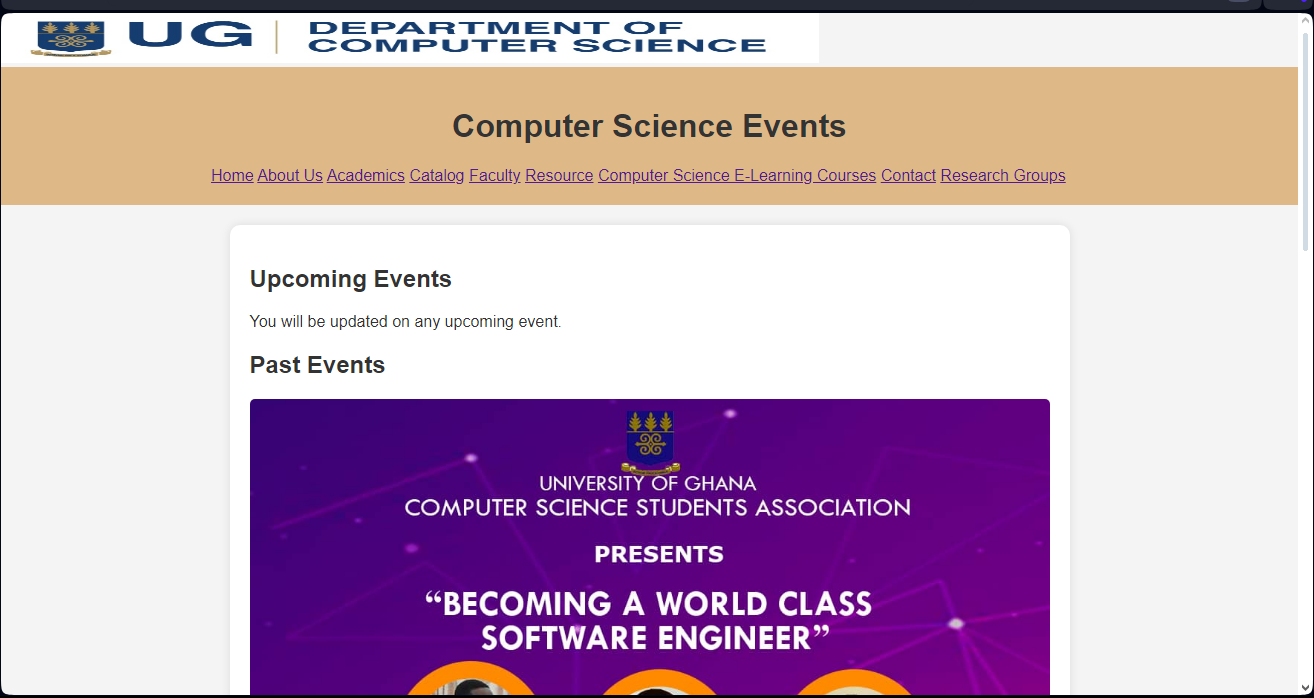 UG
DEPARTMENT OF
COMPUTER SCIENCE
Computer Science Events
Home About Us Academics Catalog Faculty Resource Computer Science E-Learning Courses Contact Research Groups
Upcoming Events
You will be updated on any upcoming event.
Past Events
UNIVERSITY OF GHANA
COMPUTER SCIENCE STUDENTS ASSOCIATION
PRESENTS
“BECOMING A WORLD CLASS
SOFTWARE ENGINEER”